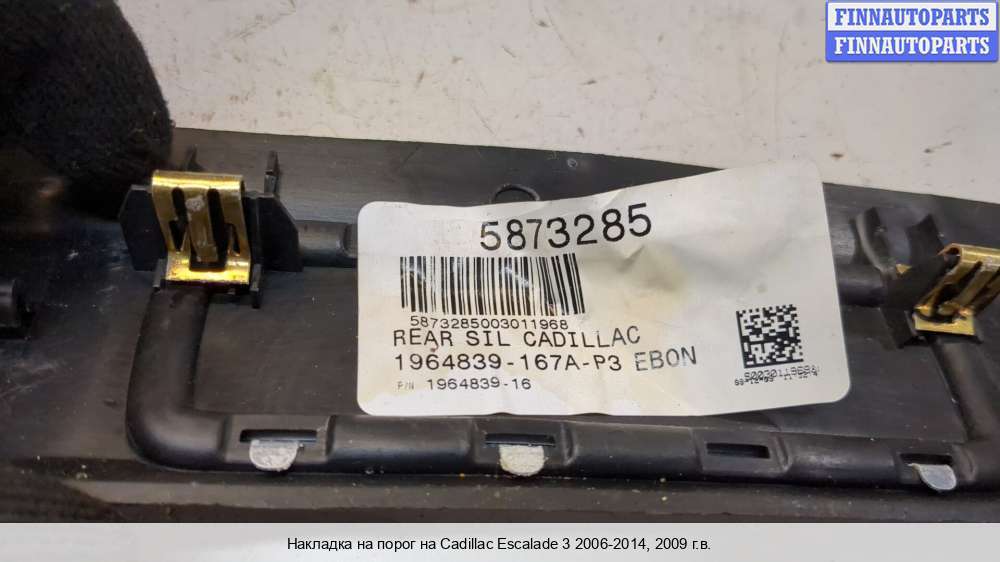 FINNAUTOPARTS
FINNAUTOPARTS
5873285
5873285003011968
REAR SIL CADILLAC
1964839-167A-P3 EBON
P/N 1964839-16
Накладка на порог на Cadillac Escalade 3 2006-2014, 2009 г.в.